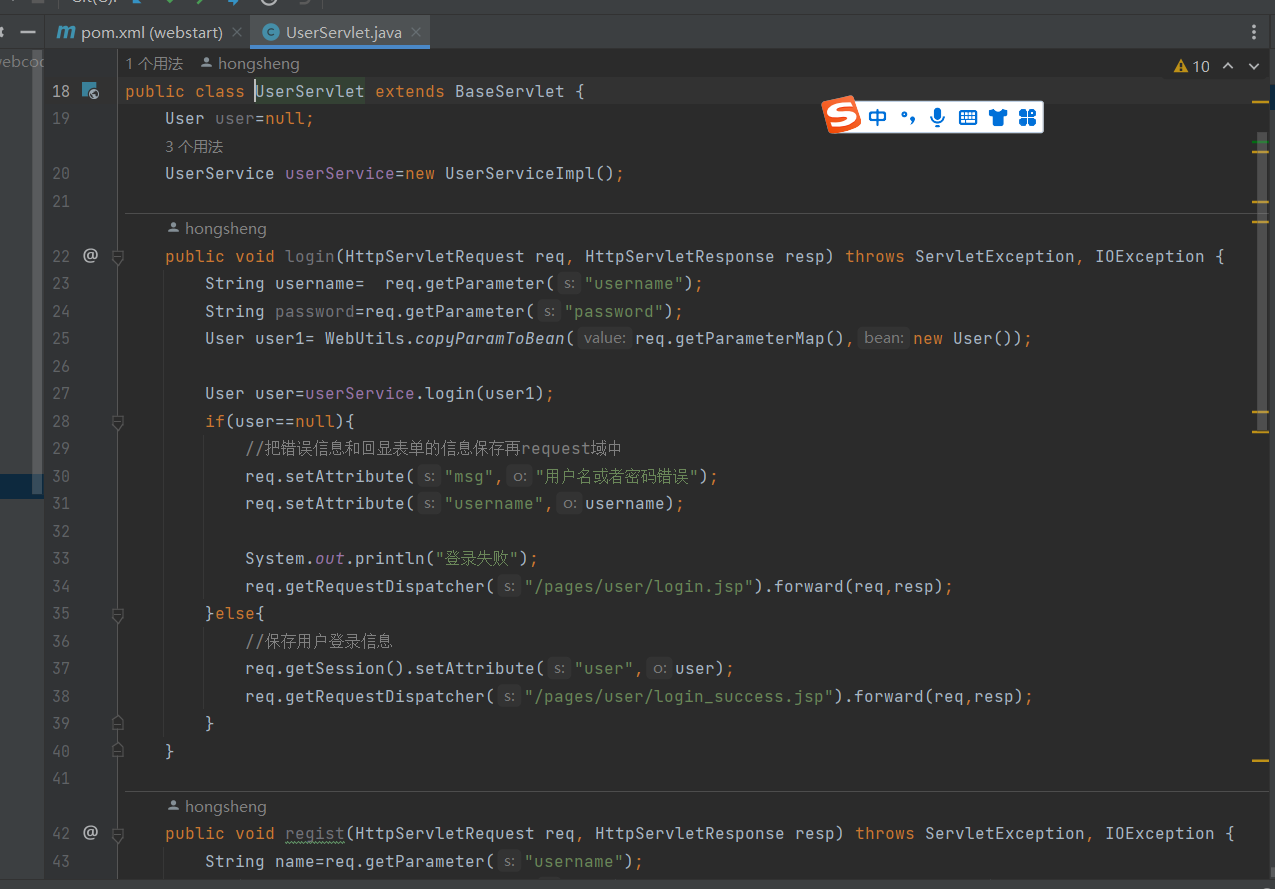 pom.xml (webstart) UserServlet.java
1 个用法 hongsheng 10
18 public class UserServlet extends BaseServlet {
19 User user=null;
3 个用法
20 UserService userService=new UserServiceImpl();
21
hongsheng
22 @ public void login(HttpServletRequest req, HttpServletResponse resp) throws ServletException, IOException {
23 String username=  req.getParameter( s: "username");
24 String password=req.getParameter( s: "password");
25 User user1= WebUtils.copyParamToBean( value: req.getParameterMap(), bean: new User());
26
27 User user=userService.login(user1);
28 if(user==null){
29 //把错误信息和回显表单的信息保存再request域中
30 req.setAttribute( s: "msg", o: "用户名或者密码错误");
31 req.setAttribute( s: "username", o: username);
32
33 System.out.println("登录失败");
34 req.getRequestDispatcher( s: "/pages/user/login.jsp").forward(req,resp);
35 }else{
36 //保存用户登录信息
37 req.getSession().setAttribute( s: "user", o: user);
38 req.getRequestDispatcher( s: "/pages/user/login_success.jsp").forward(req,resp);
39 }
40 }
41
hongsheng
42 @ public void regist(HttpServletRequest req, HttpServletResponse resp) throws ServletException, IOException {
43 String name=req.getParameter( s: "username");
中